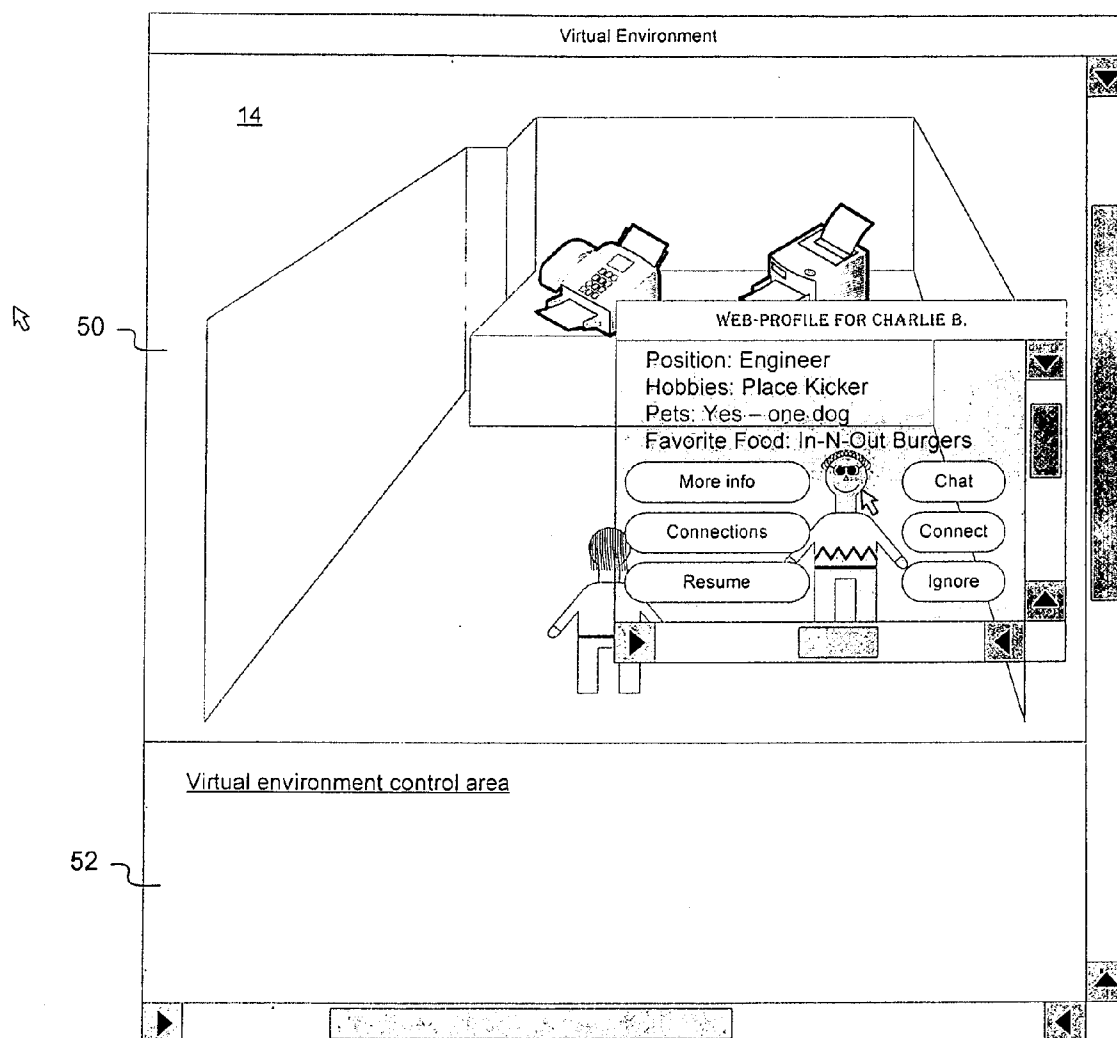 Virtual Environment
14
50
WEB-PROFILE FOR CHARLIE B.
Position: Engineer
Hobbies: Place Kicker
Pets: Yes – one dog
Favorite Food: In-N-Out Burgers
More info
Chat
Connections
Connect
Resume
Ignore
Virtual environment control area
52